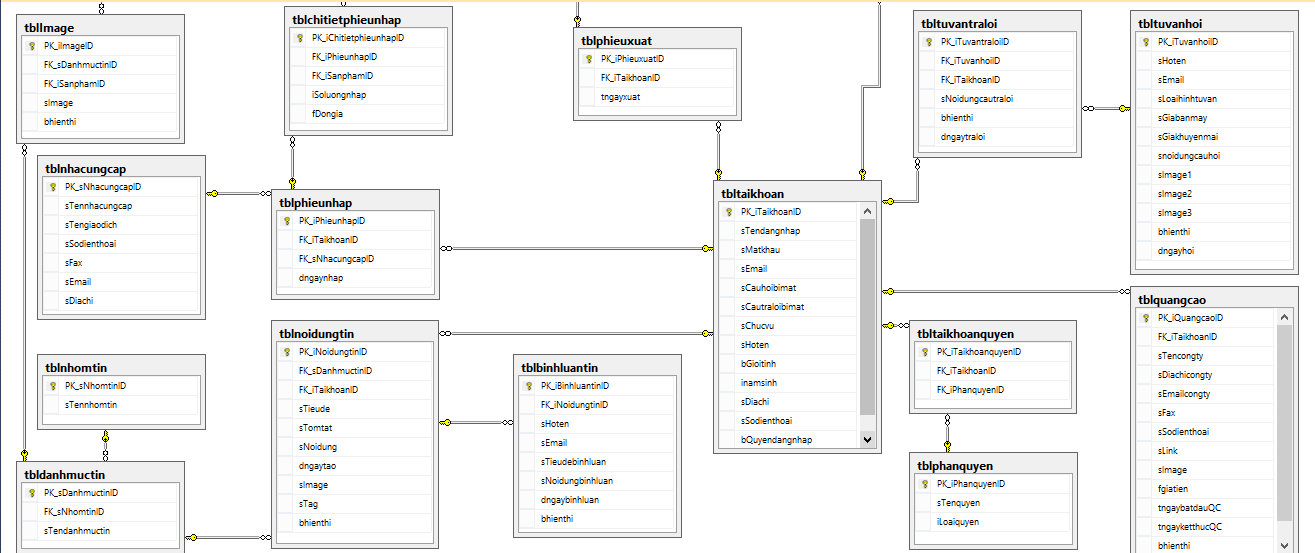 tblImage
PK_iImageID
FK_sDanhmuctinID
FK_iSanphamID
sImage
bhienthi
tblchitietphieunhap
PK_iChitietphieunhapID
FK_iPhieunhapID
FK_iSanphamID
iSoluongnhap
fDongia
tblphieuxuat
PK_iPhieuxuatID
FK_iTaikhoanID
tngayxuat
tbltuvantraloi
PK_iTuvantraloiID
FK_iTuvanhoiID
FK_iTaikhoanID
sNoidungcautraloi
bhienthi
dngaytraloi
tbltuvanhoi
PK_iTuvanhoiID
sHoten
sEmail
sLoaihinhtuvan
sGiabanmay
sGiakhuyenmai
snoidungcauhoi
sImage1
sImage2
sImage3
bhienthi
dngayhoi
tblnhacungcap
PK_sNhacungcapID
sTennhacungcap
sTengiaodich
sSodienthoai
sFax
sEmail
sDiachi
tblphieunhap
PK_iPhieunhapID
FK_iTaikhoanID
FK_sNhacungcapID
dngaynhap
tbltaikhoan
PK_iTaikhoanID
sTendangnhap
sMatkhau
sEmail
sCauhoibimat
sCautraloibimat
sChucvu
sHoten
bGioitinh
inamsinh
sDiachi
sSodienthoai
bQuyendangnhap
tblquangcao
PK_iQuangcaoID
FK_iTaikhoanID
sTencongty
sDiachicongty
sEmailcongty
sFax
sSodienthoai
sLink
sImage
fgiatien
tngaybatdauQC
tngayketthucQC
bhienthi
tblnoidungtin
PK_iNoidungtinID
FK_sDanhmuctinID
FK_iTaikhoanID
sTieude
sTomtat
sNoidung
dngaytao
sImage
sTag
bhienthi
tbltaikhoanquyen
PK_iTaikhoanquyenID
FK_iTaikhoanID
FK_iPhanquyenID
tblnhomtin
PK_sNhomtinID
sTennhomtin
tblbinhluantin
PK_iBinhluantinID
FK_iNoidungtinID
sHoten
sEmail
sTieudebinhluan
sNoidungbinhluan
dngaybinhluan
bhienthi
tblphanquyen
PK_iPhanquyenID
sTenquyen
iLoaiquyen
tbldanhmuctin
PK_sDanhmuctinID
FK_sNhomtinID
sTendanhmuctin